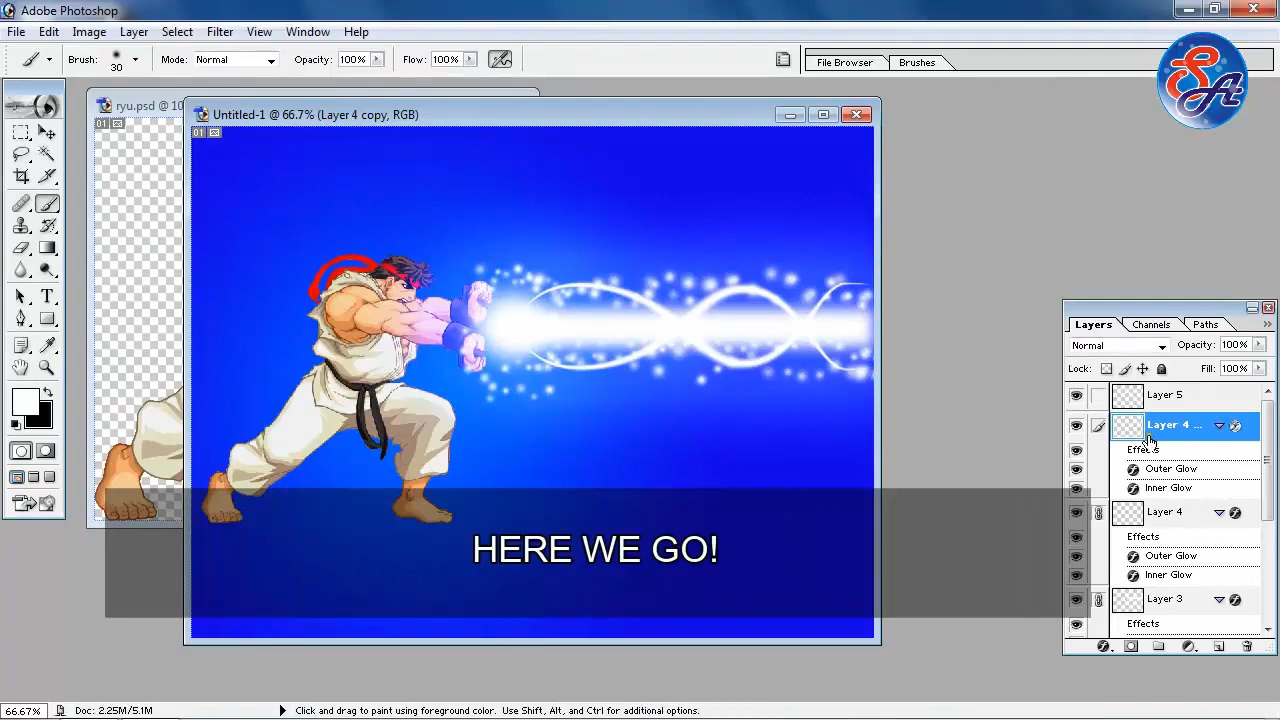 Adobe Photoshop
File Edit Image Layer Select Filter View Window Help
Brush: 30 Mode: Normal Opacity: 100% Flow: 100% File Browser Brushes
SA
ryu.psd @ 10
Untitled-1 @ 66.7% (Layer 4 copy, RGB)
01
01
Layers Channels Paths
Normal Opacity: 100%
Lock: Fill: 100%
Layer 5
Layer 4 ...
Effects
Outer Glow
Inner Glow
Layer 4
Effects
Outer Glow
Inner Glow
Layer 3
Effects
HERE WE GO!
66.67% Doc: 2.25M/5.1M Click and drag to paint using foreground color. Use Shift, Alt, and Ctrl for additional options.